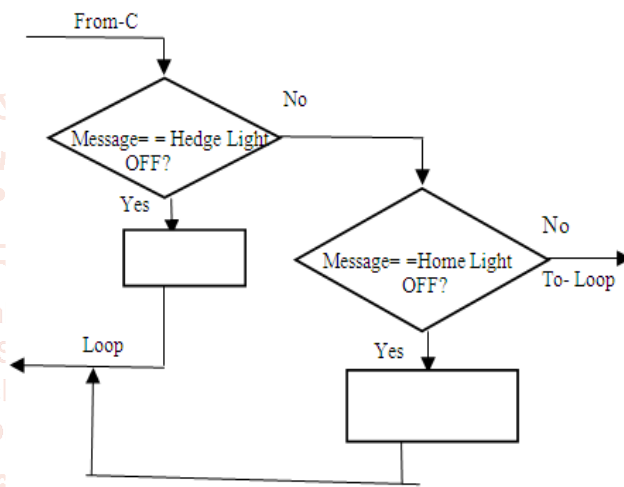 From-C
No
Message= = Hedge Light
OFF?
Yes
No
Message= =Home Light
OFF?
To- Loop
Loop
Yes